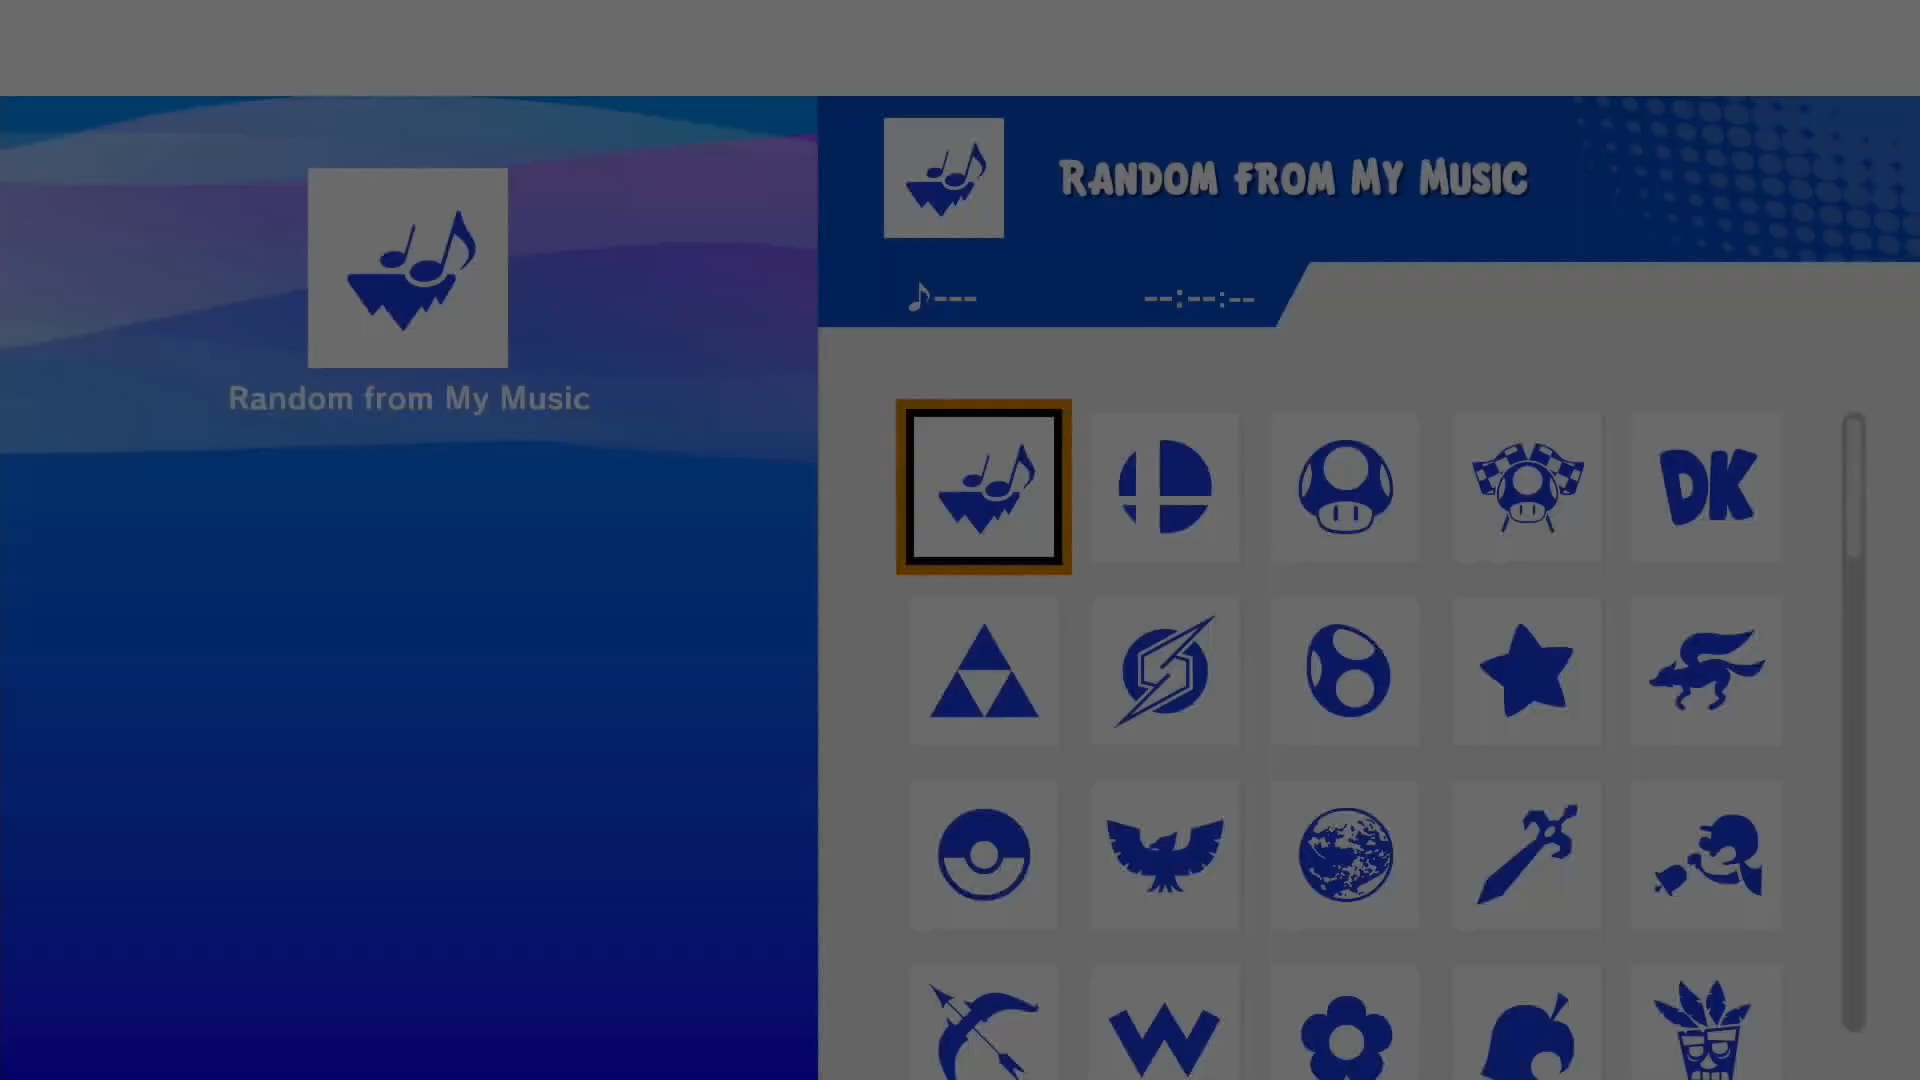 Random from My Music
Random from My Music
♪--- --:--:--
DK
W